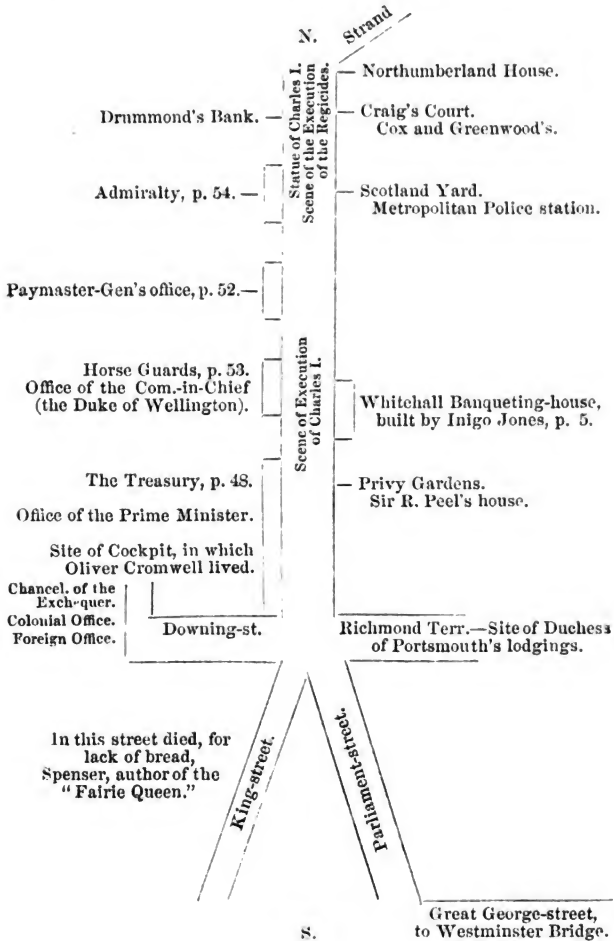 N.
Strand
Statue of Charles I.
Scene of the Execution
of the Regicides.
Northumberland House.
Drummond's Bank.
Craig's Court.
Cox and Greenwood's.
Admiralty, p. 54.
Scotland Yard.
Metropolitan Police station.
Paymaster-Gen's office, p. 52.
Horse Guards, p. 53.
Office of the Com.-in-Chief
(the Duke of Wellington).
Scene of Execution
of Charles I.
Whitehall Banqueting-house,
built by Inigo Jones, p. 5.
The Treasury, p. 48.
Office of the Prime Minister.
Privy Gardens.
Sir R. Peel's house.
Site of Cockpit, in which
Oliver Cromwell lived.
Chancel. of the
Exch-quer.
Colonial Office.
Foreign Office.
Downing-st.
Richmond Terr.—Site of Duchess
of Portsmouth's lodgings.
In this street died, for
lack of bread,
Spenser, author of the
"Fairie Queen."
King-street.
Parliament-street.
Great George-street,
to Westminster Bridge.
S.